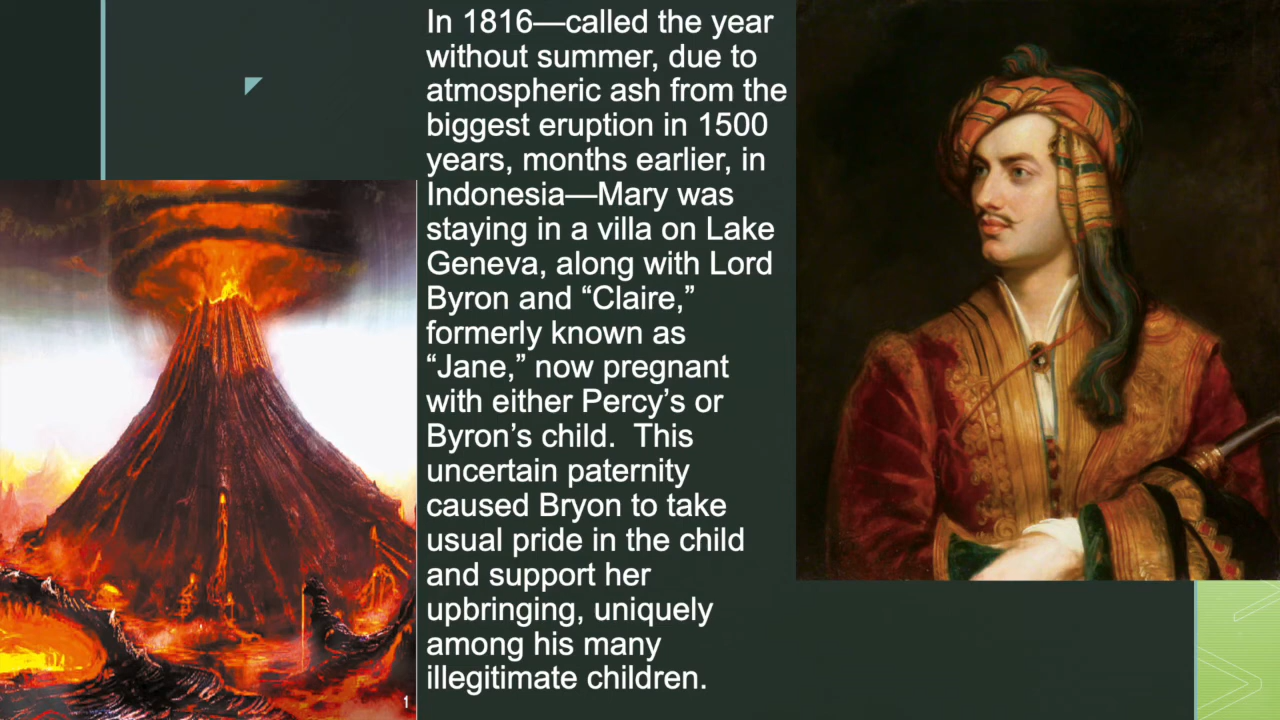 In 1816—called the year
without summer, due to
atmospheric ash from the
biggest eruption in 1500
years, months earlier, in
Indonesia—Mary was
staying in a villa on Lake
Geneva, along with Lord
Byron and “Claire,”
formerly known as
“Jane,” now pregnant
with either Percy’s or
Byron’s child.  This
uncertain paternity
caused Bryon to take
usual pride in the child
and support her
upbringing, uniquely
among his many
illegitimate children.
1